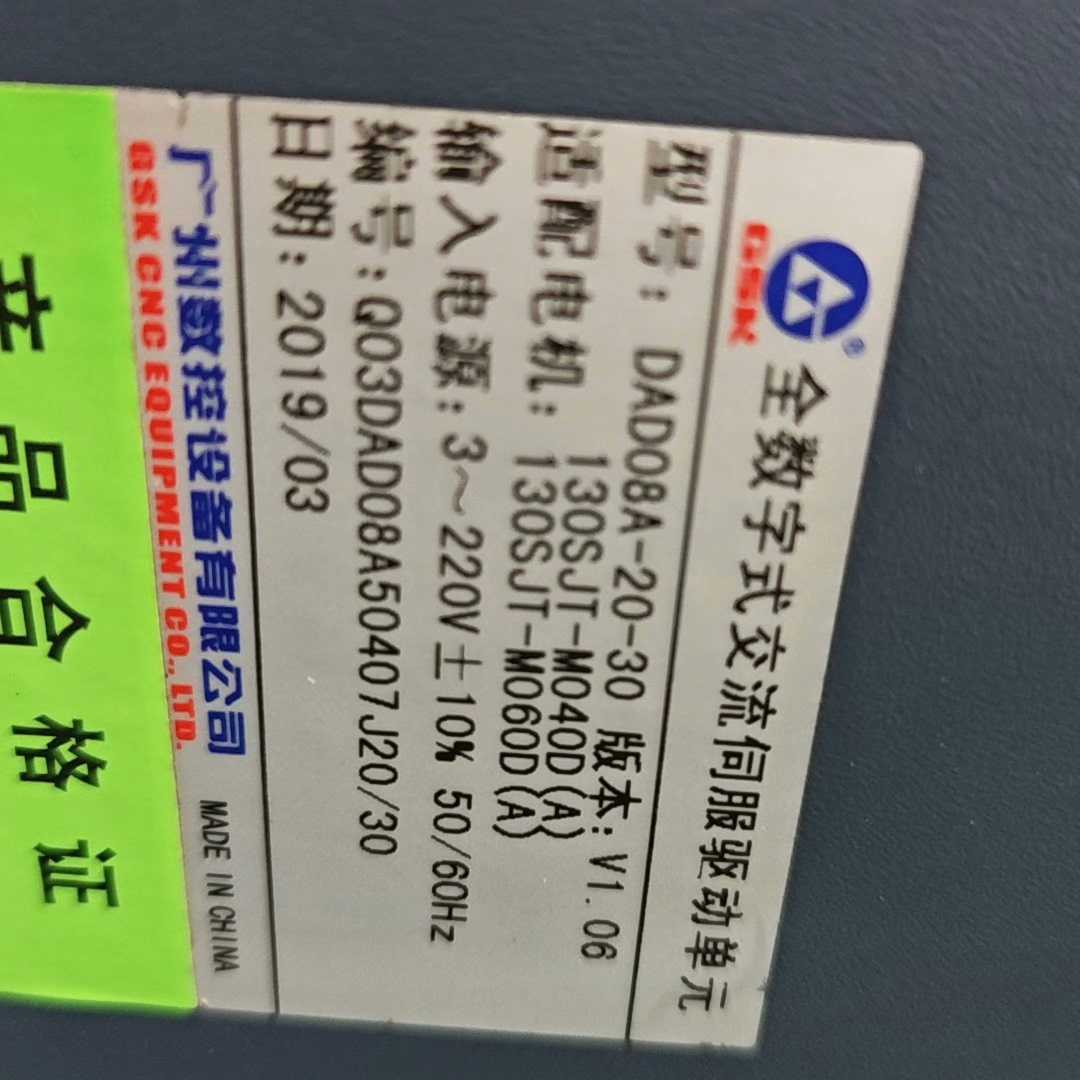 GSK
®
全数字式交流伺服驱动单元
型号: DAD08A-20-30 版本: V1.06
适配电机: 130SJT-M040D(A)
130SJT-M060D(A)
输入电源: 3～220V±10% 50/60Hz
编号: Q03DAD08A50407J20/30
日期: 2019/03
广州数控设备有限公司 MADE IN CHINA
GSK CNC EQUIPMENT CO., LTD.
产品合格证